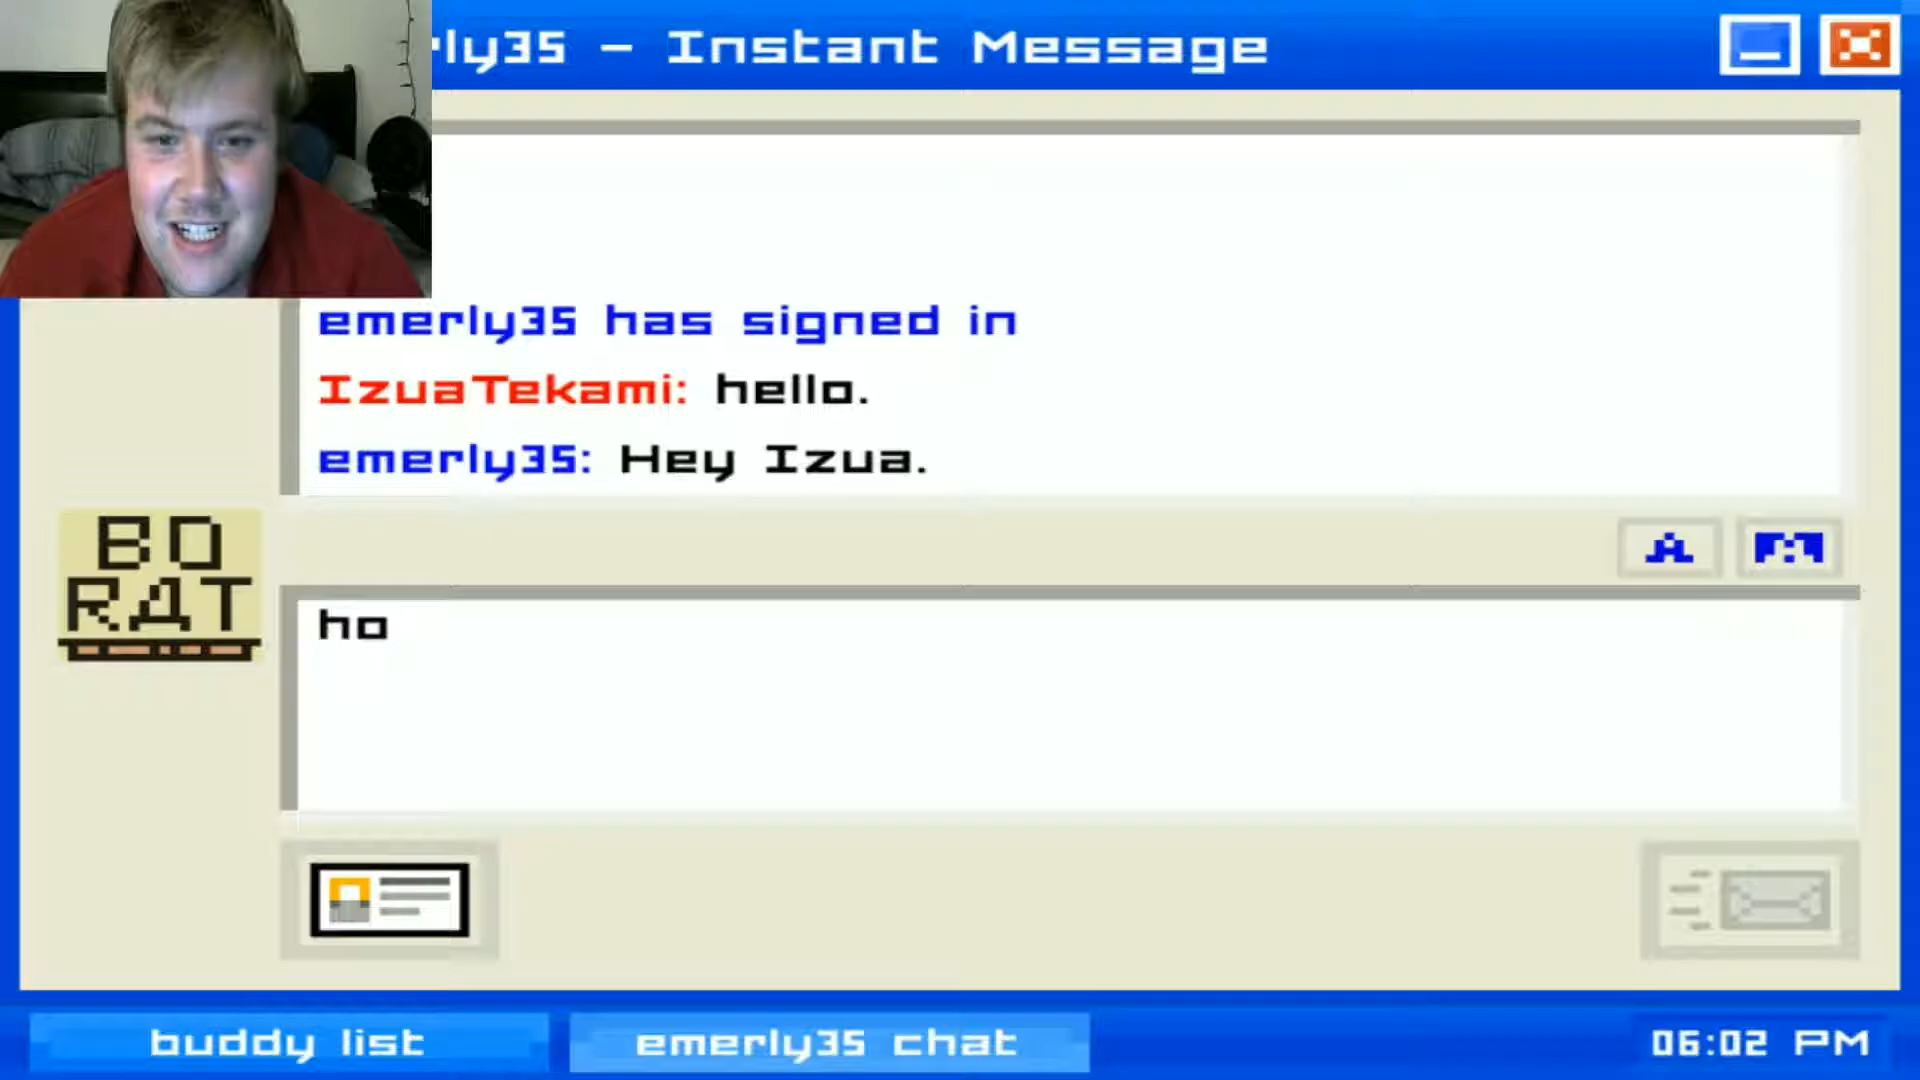 rly35 - Instant Message
emerly35 has signed in
IzuaTekami: hello.
emerly35: Hey Izua.
BO
RAT
A
ho
buddy list
emerly35 chat
06:02 PM